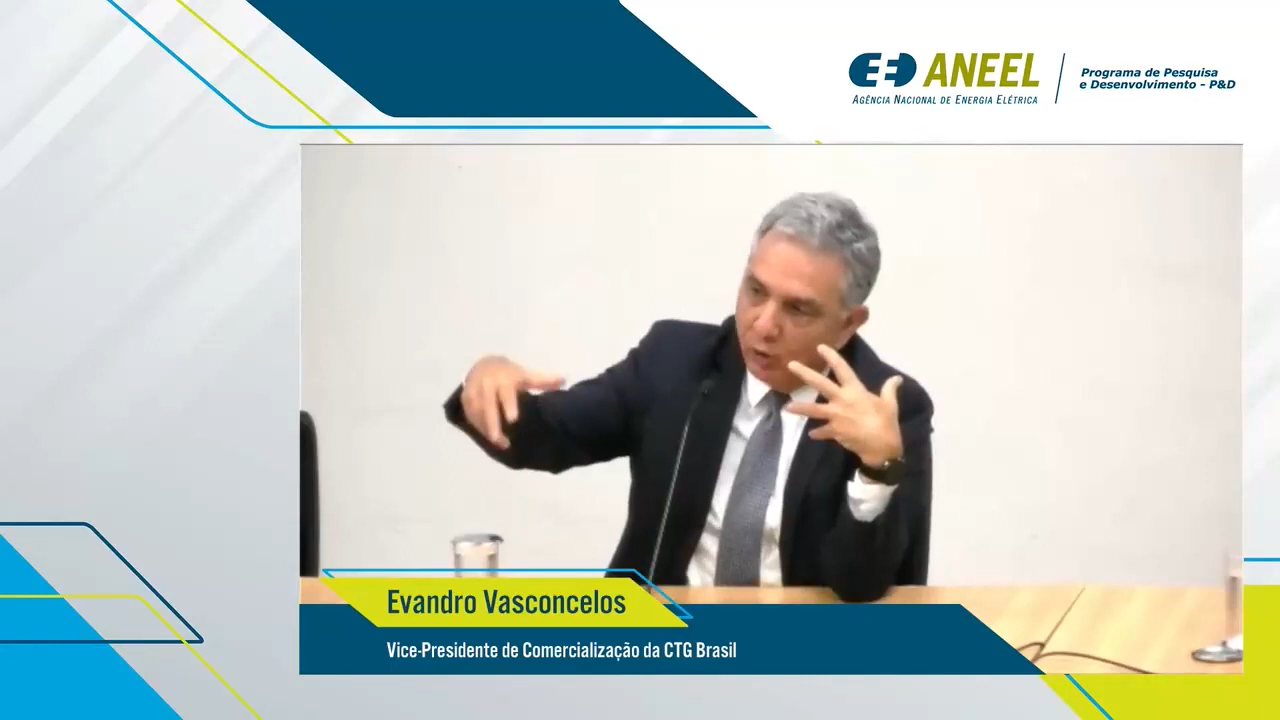 ANEEL
AGÊNCIA NACIONAL DE ENERGIA ELÉTRICA
Programa de Pesquisa
e Desenvolvimento - P&D
Evandro Vasconcelos
Vice-Presidente de Comercialização da CTG Brasil